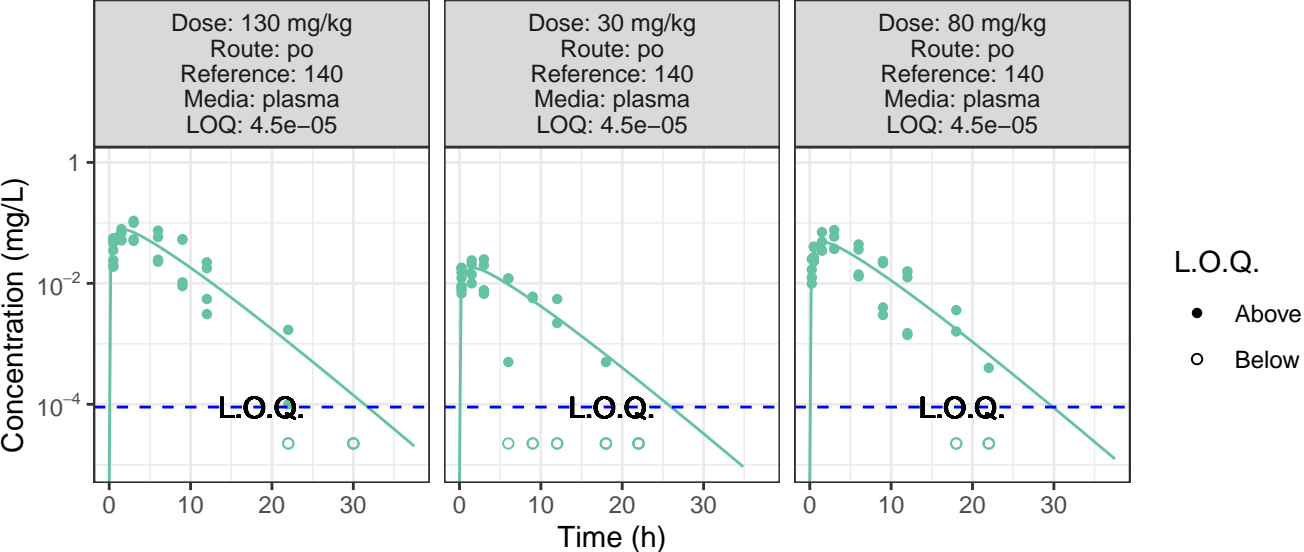 Dose: 130 mg/kg
Route: po
Reference: 140
Media: plasma
LOQ: 4.5e−05
Dose: 30 mg/kg
Route: po
Reference: 140
Media: plasma
LOQ: 4.5e−05
Dose: 80 mg/kg
Route: po
Reference: 140
Media: plasma
LOQ: 4.5e−05
Concentration (mg/L)
1
10⁻²
10⁻⁴
L.O.Q.
L.O.Q.
L.O.Q.
0 10 20 30
0 10 20 30
0 10 20 30
Time (h)
L.O.Q.
Above
Below